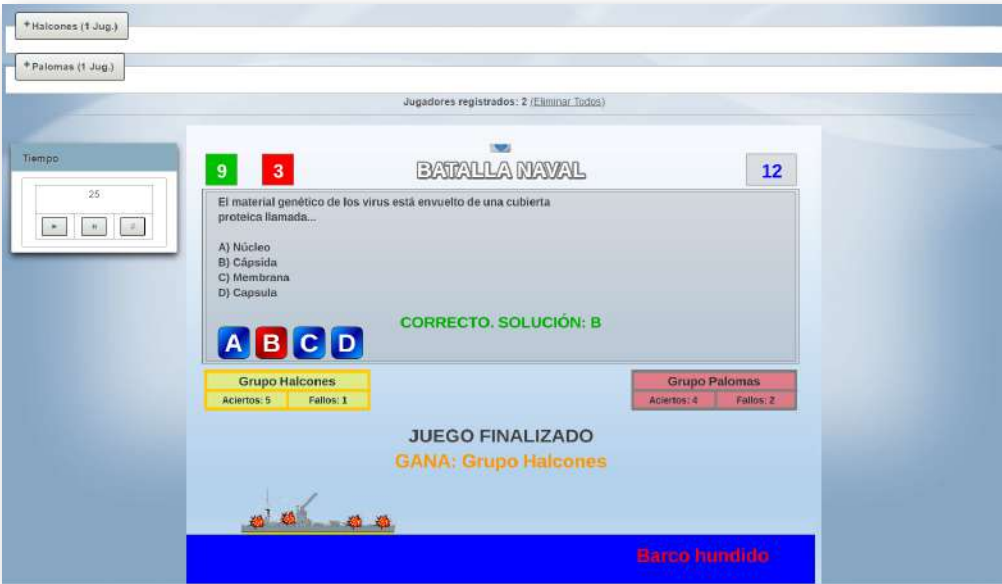 +Halcones (1 Jug.)
+Palomas (1 Jug.)
Jugadores registrados: 2 (Eliminar Todos)
Tiempo
25
9 3 BATALLA NAVAL 12
El material genético de los virus está envuelto de una cubierta
proteica llamada...
A) Núcleo
B) Cápsida
C) Membrana
D) Capsula
CORRECTO. SOLUCIÓN: B
A B C D
Grupo Halcones
Aciertos: 5 Fallos: 1
Grupo Palomas
Aciertos: 4 Fallos: 2
JUEGO FINALIZADO
GANA: Grupo Halcones
Barco hundido